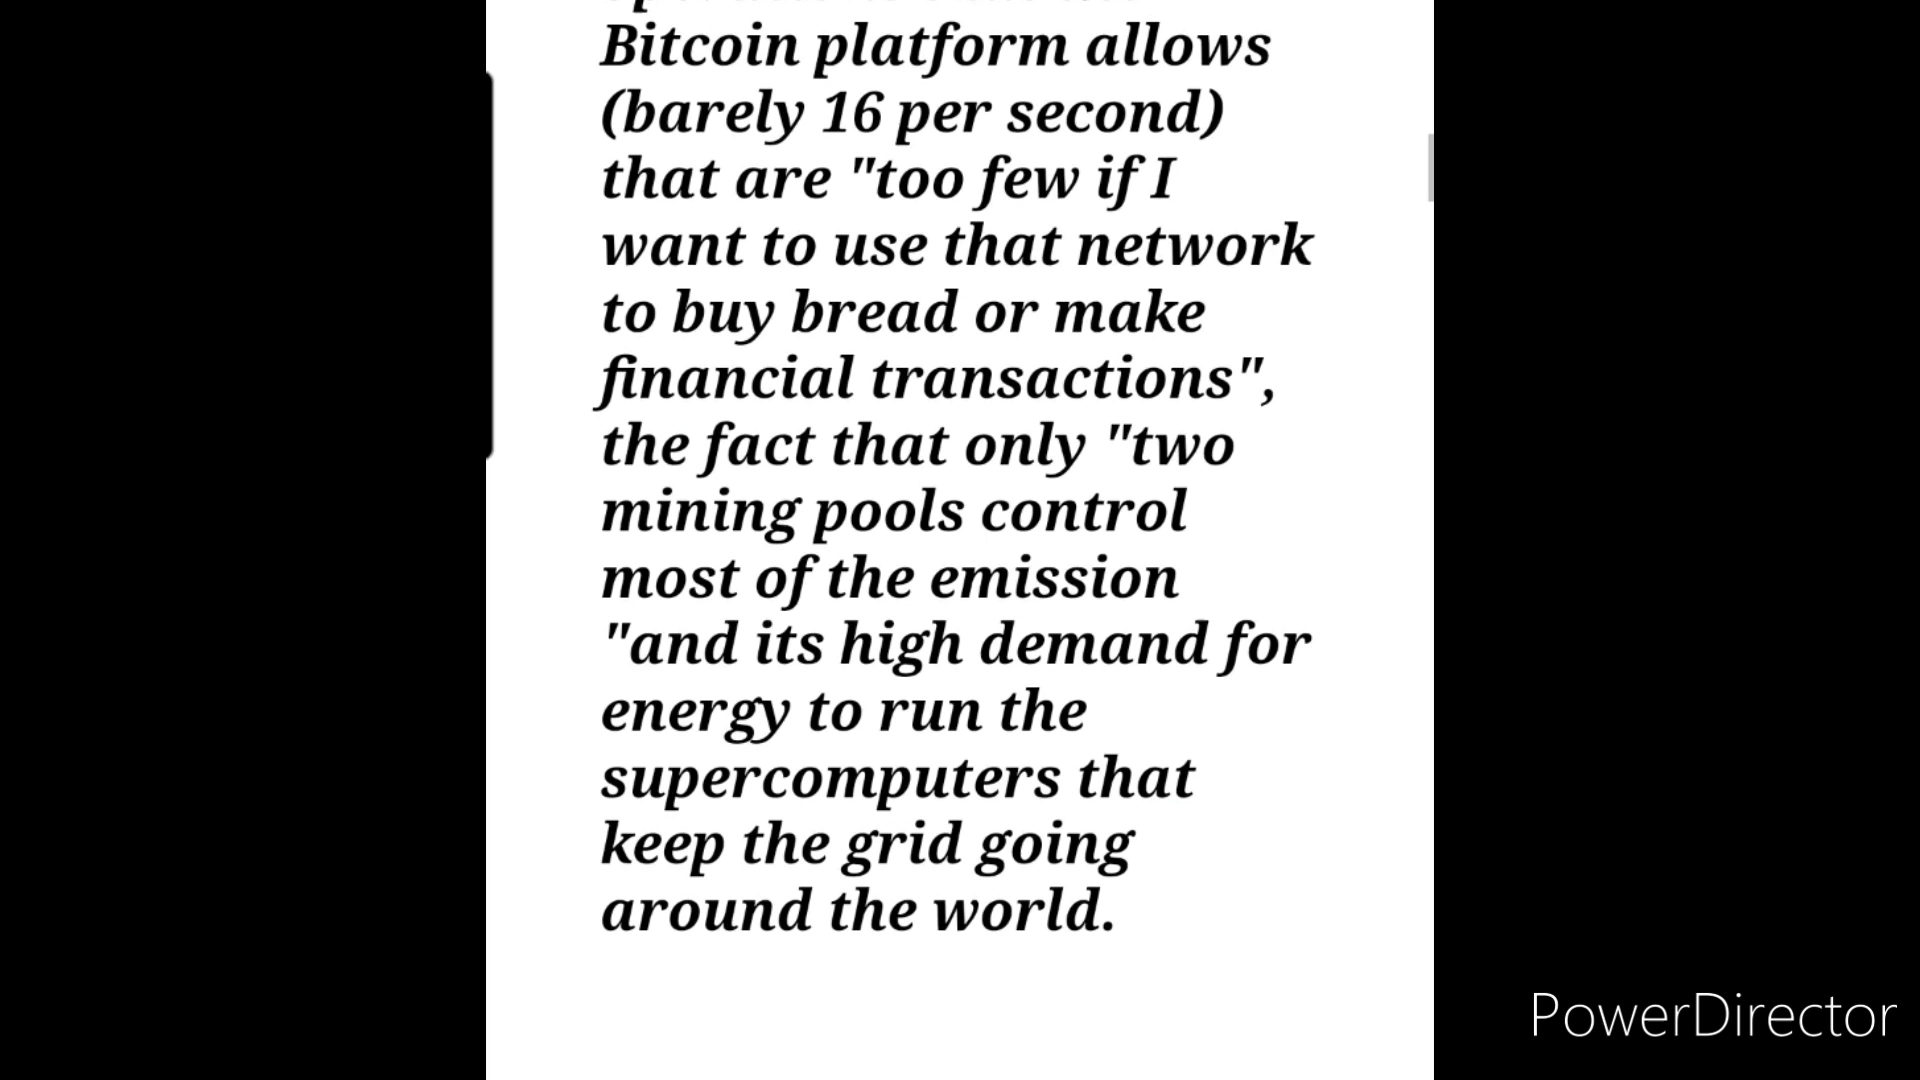 Bitcoin platform allows
(barely 16 per second)
that are "too few if I
want to use that network
to buy bread or make
financial transactions",
the fact that only "two
mining pools control
most of the emission
"and its high demand for
energy to run the
supercomputers that
keep the grid going
around the world.
PowerDirector